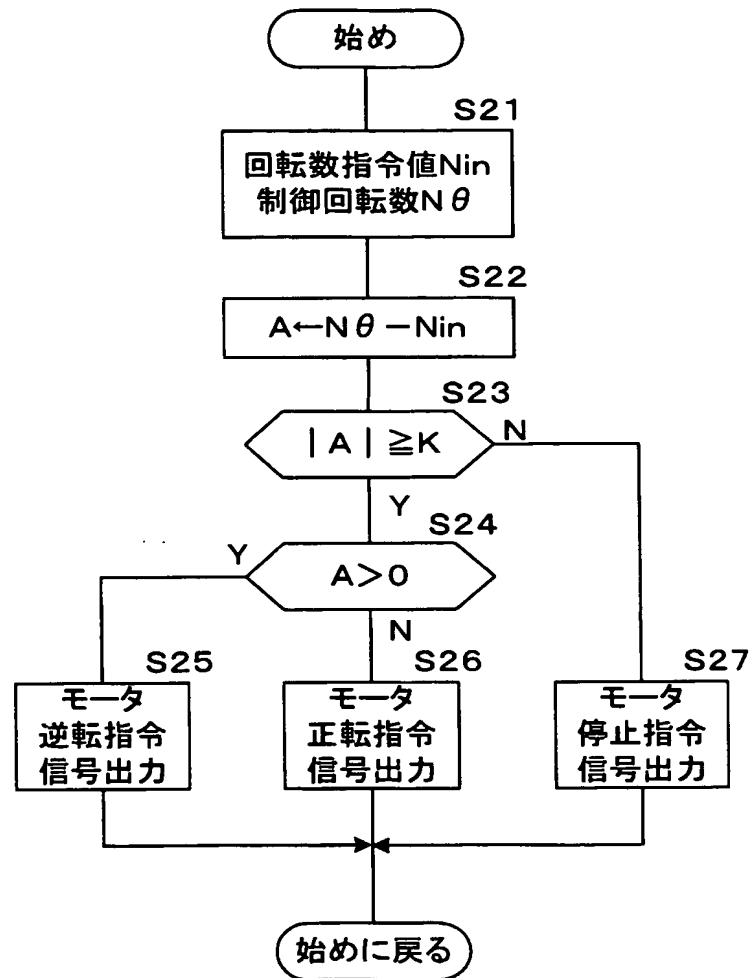 始め
S21
回転数指令値Nin
制御回転数Nθ
S22
A←Nθ－Nin
S23
｜A｜≧K
N
Y
S24
Y
A＞0
N
S25
モータ
逆転指令
信号出力
S26
モータ
正転指令
信号出力
S27
モータ
停止指令
信号出力
始めに戻る